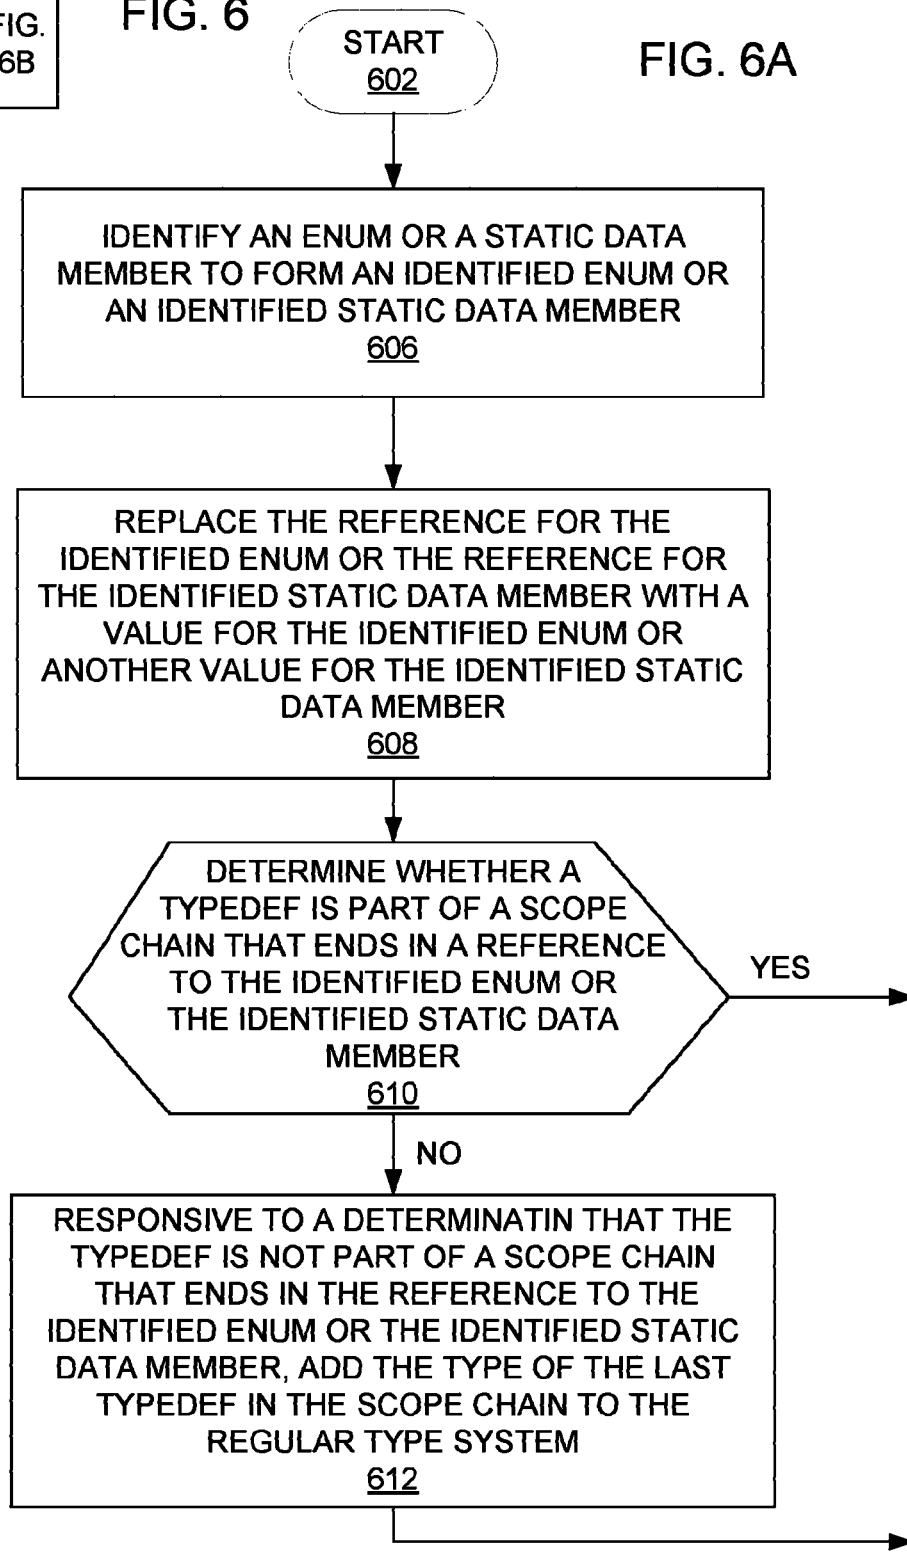 FIG.
6B
FIG. 6
START
602
FIG. 6A
IDENTIFY AN ENUM OR A STATIC DATA
MEMBER TO FORM AN IDENTIFIED ENUM OR
AN IDENTIFIED STATIC DATA MEMBER
606
REPLACE THE REFERENCE FOR THE
IDENTIFIED ENUM OR THE REFERENCE FOR
THE IDENTIFIED STATIC DATA MEMBER WITH A
VALUE FOR THE IDENTIFIED ENUM OR
ANOTHER VALUE FOR THE IDENTIFIED STATIC
DATA MEMBER
608
DETERMINE WHETHER A
TYPEDEF IS PART OF A SCOPE
CHAIN THAT ENDS IN A REFERENCE
TO THE IDENTIFIED ENUM OR
THE IDENTIFIED STATIC DATA
MEMBER
610
YES
NO
RESPONSIVE TO A DETERMINATIN THAT THE
TYPEDEF IS NOT PART OF A SCOPE CHAIN
THAT ENDS IN THE REFERENCE TO THE
IDENTIFIED ENUM OR THE IDENTIFIED STATIC
DATA MEMBER, ADD THE TYPE OF THE LAST
TYPEDEF IN THE SCOPE CHAIN TO THE
REGULAR TYPE SYSTEM
612